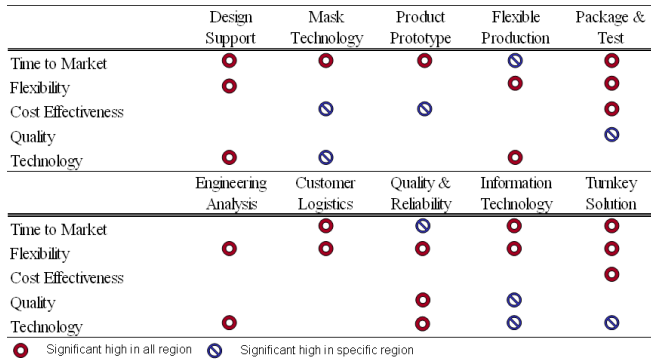 Design Mask Product Flexible Package &
Support Technology Prototype Production Test
Time to Market
Flexibility
Cost Effectiveness
Quality
Technology
Engineering Customer Quality & Information Turnkey
Analysis Logistics Reliability Technology Solution
Time to Market
Flexibility
Cost Effectiveness
Quality
Technology
Significant high in all region Significant high in specific region